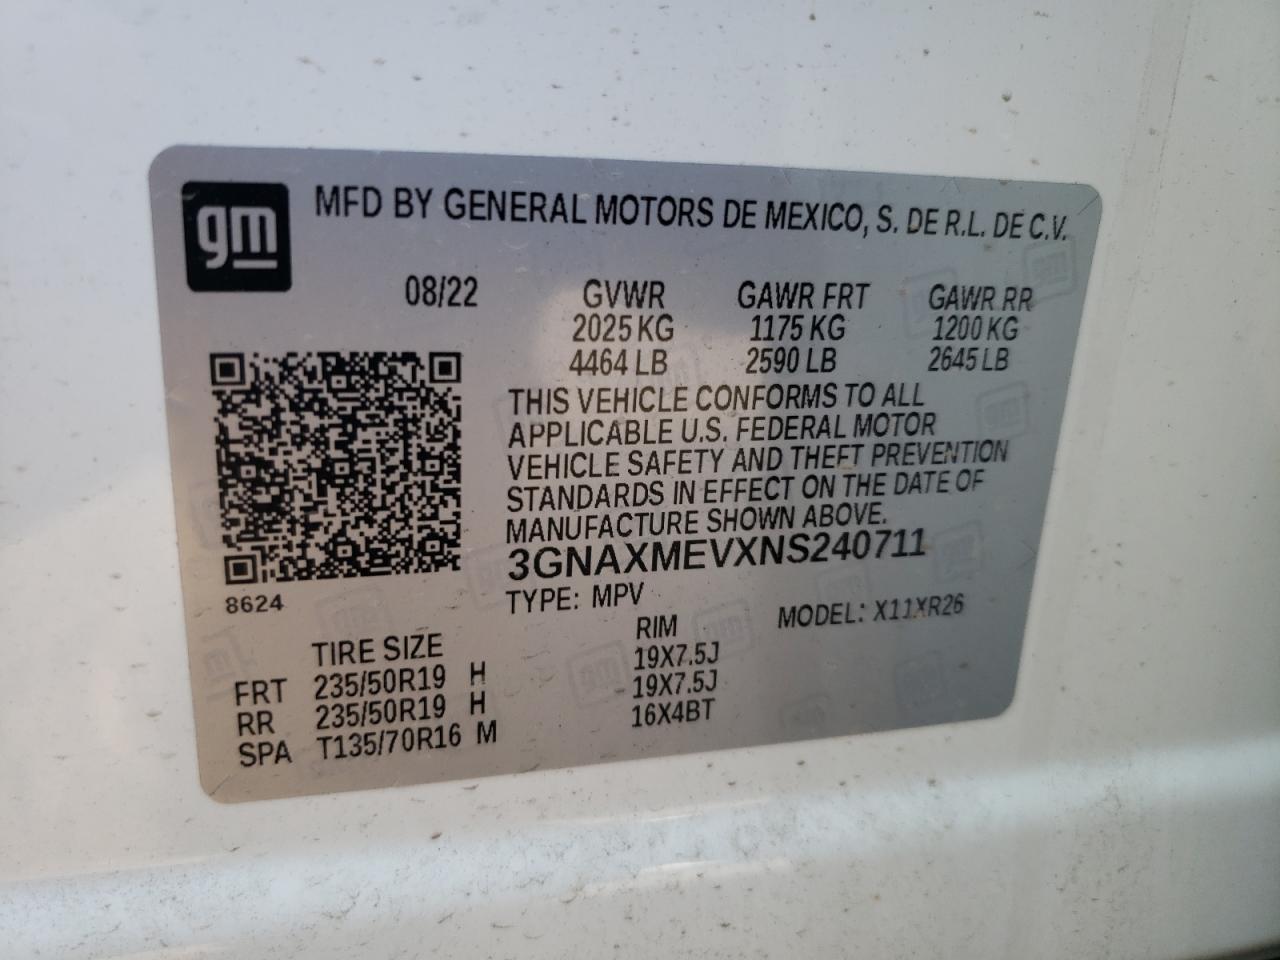 gm
MFD BY GENERAL MOTORS DE MEXICO, S. DE R.L. DE C.V.
08/22 GVWR GAWR FRT GAWR RR
2025 KG 1175 KG 1200 KG
4464 LB 2590 LB 2645 LB
THIS VEHICLE CONFORMS TO ALL
APPLICABLE U.S. FEDERAL MOTOR
VEHICLE SAFETY AND THEFT PREVENTION
STANDARDS IN EFFECT ON THE DATE OF
MANUFACTURE SHOWN ABOVE.
3GNAXMEVXNS240711
8624
TYPE: MPV MODEL: X11XR26
TIRE SIZE RIM
FRT 235/50R19 H 19X7.5J
RR 235/50R19 H 19X7.5J
SPA T135/70R16 M 16X4BT